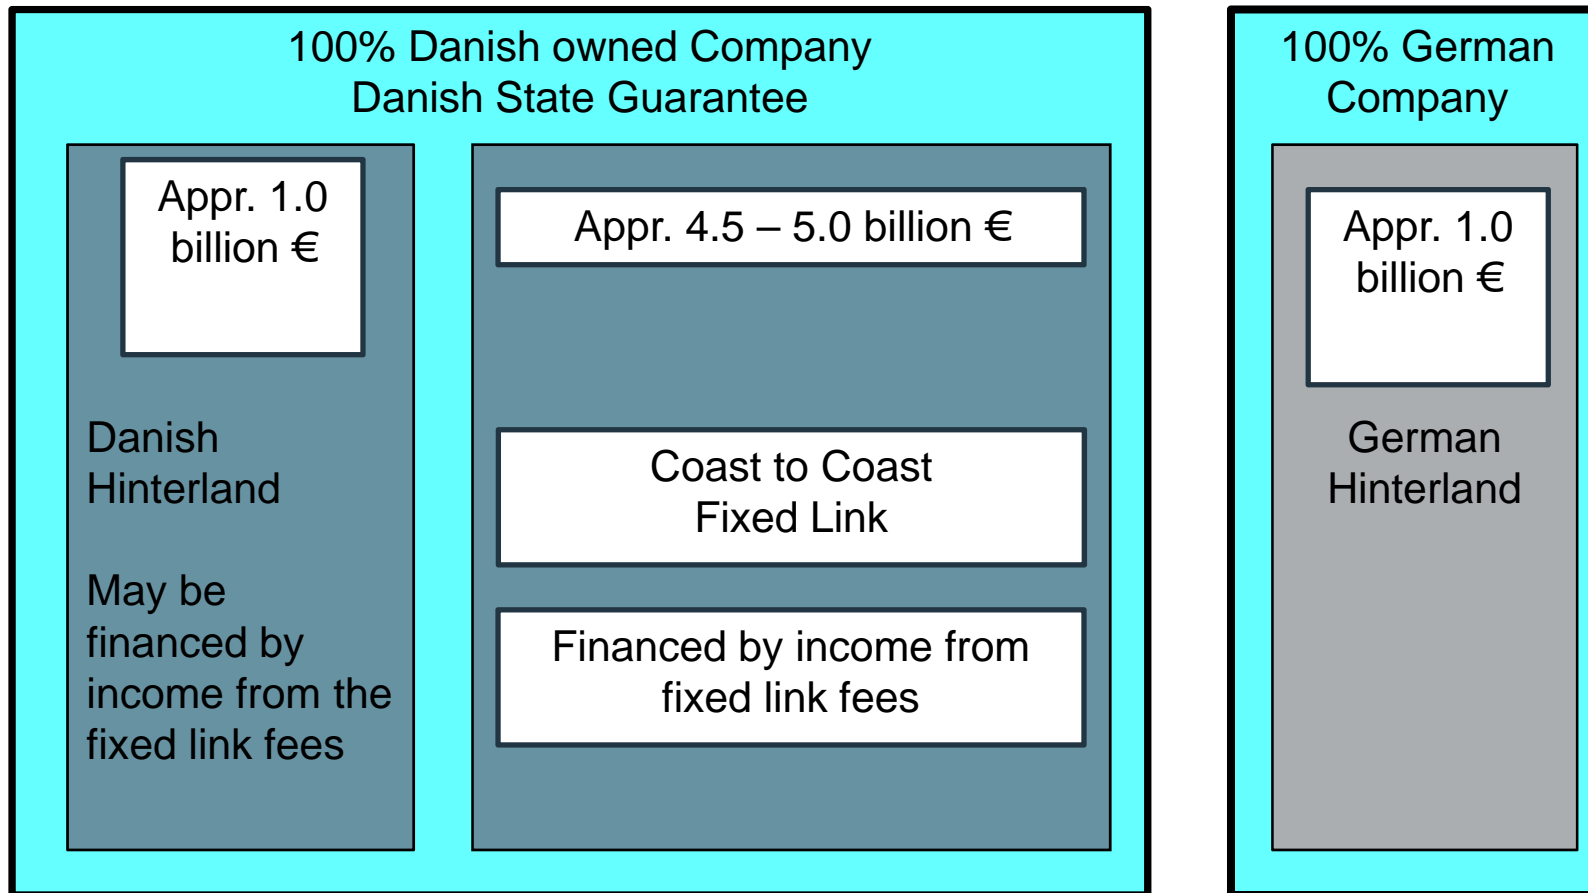 100% Danish owned Company
Danish State Guarantee
Appr. 1.0
billion €
Danish
Hinterland
May be
financed by
income from the
fixed link fees
Appr. 4.5 – 5.0 billion €
Coast to Coast
Fixed Link
Financed by income from
fixed link fees
100% German
Company
Appr. 1.0
billion €
German
Hinterland